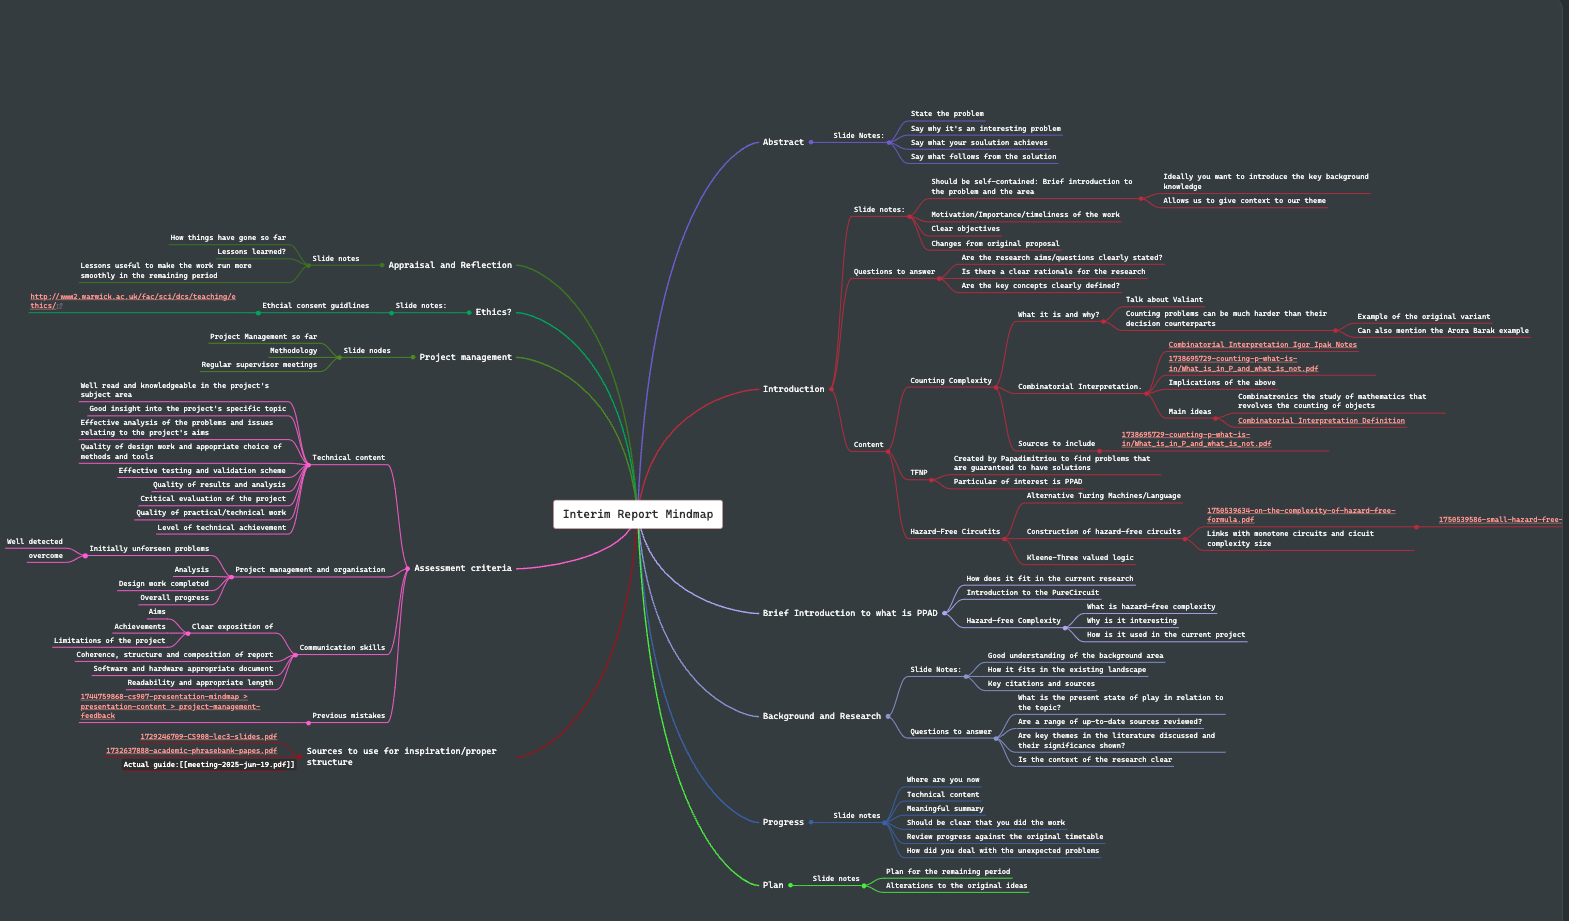 Interim Report Mindmap
Abstract
Slide Notes:
State the problem
Say why it's an interesting problem
Say what your soulution achieves
Say what follows from the solution
Introduction
Slide notes:
Should be self-contained: Brief introduction to
the problem and the area
Ideally you want to introduce the key background
knowledge
Allows us to give context to our theme
Motivation/Importance/timeliness of the work
Clear objectives
Changes from original proposal
Questions to answer
Are the research aims/questions clearly stated?
Is there a clear rationale for the research
Are the key concepts clearly defined?
Content
Counting Complexity
What it is and why?
Talk about Valiant
Counting problems can be much harder than their
decision counterparts
Example of the original variant
Can also mention the Arora Barak example
Combinatorial Interpretation.
Combinatorial Interpretation Igor Ipak Notes
1738695729-counting-p-what-is-
in/What_is_in_P_and_what_is_not.pdf
Implications of the above
Main ideas
Combinatronics the study of mathematics that
revolves the counting of objects
Combinatorial Interpretation Definition
Sources to include
1738695729-counting-p-what-is-
in/What_is_in_P_and_what_is_not.pdf
TFNP
Created by Papadimitriou to find problems that
are guaranteed to have solutions
Particular of interest is PPAD
Hazard-Free Circutits
Alternative Turing Machines/Language
Construction of hazard-free circuits
1750539634-on-the-complexity-of-hazard-free-
formula.pdf
1750539586-small-hazard-free-
Links with monotone circuits and cicuit
complexity size
Kleene-Three valued logic
Brief Introduction to what is PPAD
How does it fit in the current research
Introduction to the PureCircuit
Hazard-free Complexity
What is hazard-free complexity
Why is it interesting
How is it used in the current project
Background and Research
Slide Notes:
Good understanding of the background area
How it fits in the existing landscape
Key citations and sources
Questions to answer
What is the present state of play in relation to
the topic?
Are a range of up-to-date sources reviewed?
Are key themes in the literature discussed and
their significance shown?
Is the context of the research clear
Progress
Slide notes
Where are you now
Technical content
Meaningful summary
Should be clear that you did the work
Review progress against the original timetable
How did you deal with the unexpected problems
Plan
Slide notes
Plan for the remaining period
Alterations to the original ideas
Appraisal and Reflection
Slide notes
How things have gone so far
Lessons learned?
Lessons useful to make the work run more
smoothly in the remaining period
Ethics?
Slide notes:
Ethcial consent guidlines
http://www2.warwick.ac.uk/fac/sci/dcs/teaching/e
thics/
Project management
Slide nodes
Project Management so far
Methodology
Regular supervisor meetings
Assessment criteria
Technical content
Well read and knowledgeable in the project's
subject area
Good insight into the project's specific topic
Effective analysis of the problems and issues
relating to the project's aims
Quality of design work and appopriate choice of
methods and tools
Effective testing and validation scheme
Quality of results and analysis
Critical evaluation of the project
Quality of practical/technical work
Level of technical achievement
Project management and organisation
Initially unforseen problems
Well detected
overcome
Analysis
Design work completed
Overall progress
Communication skills
Clear exposition of
Aims
Achievements
Limitations of the project
Coherence, structure and composition of report
Software and hardware appropriate document
Readability and appropriate length
Previous mistakes
1744759868-cs907-presentation-mindmap >
presentation-content > project-management-
feedback
Sources to use for inspiration/proper
structure
1729246709-CS908-lec3-slides.pdf
1732637888-academic-phrasebank-papes.pdf
Actual guide:[[meeting-2025-jun-19.pdf]]